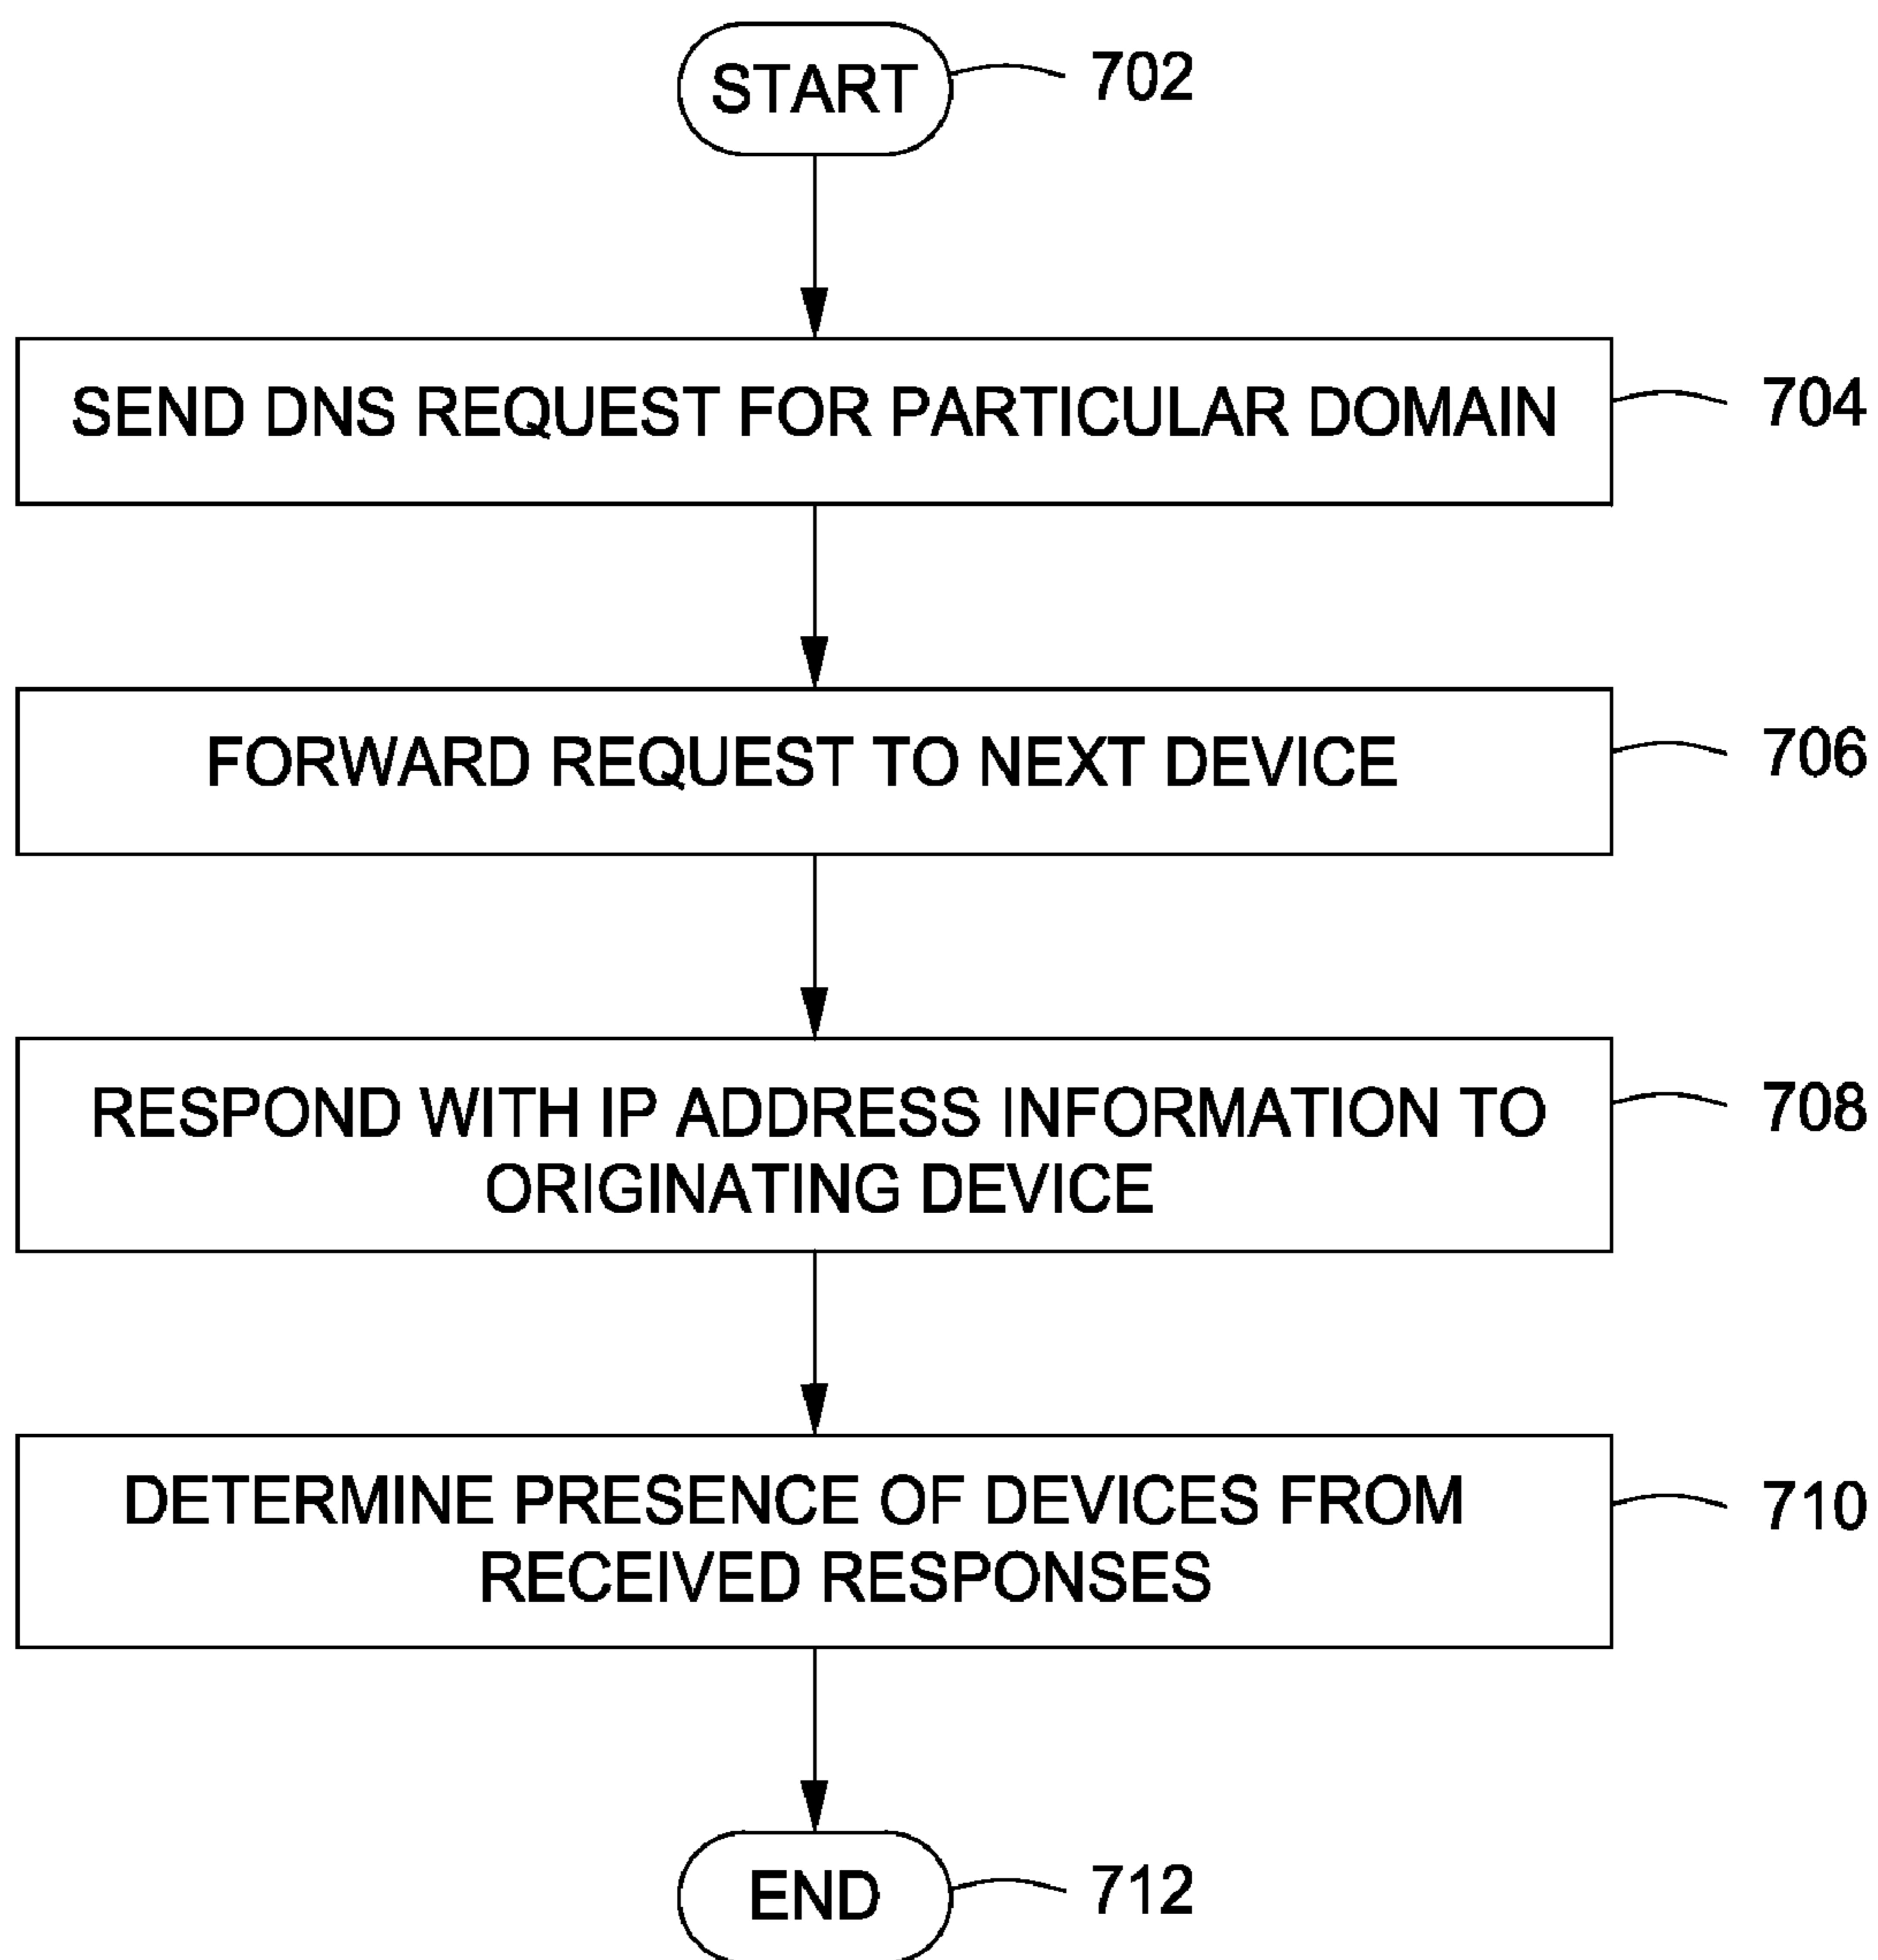 START
702
SEND DNS REQUEST FOR PARTICULAR DOMAIN
704
FORWARD REQUEST TO NEXT DEVICE
706
RESPOND WITH IP ADDRESS INFORMATION TO
ORIGINATING DEVICE
708
DETERMINE PRESENCE OF DEVICES FROM
RECEIVED RESPONSES
710
END
712